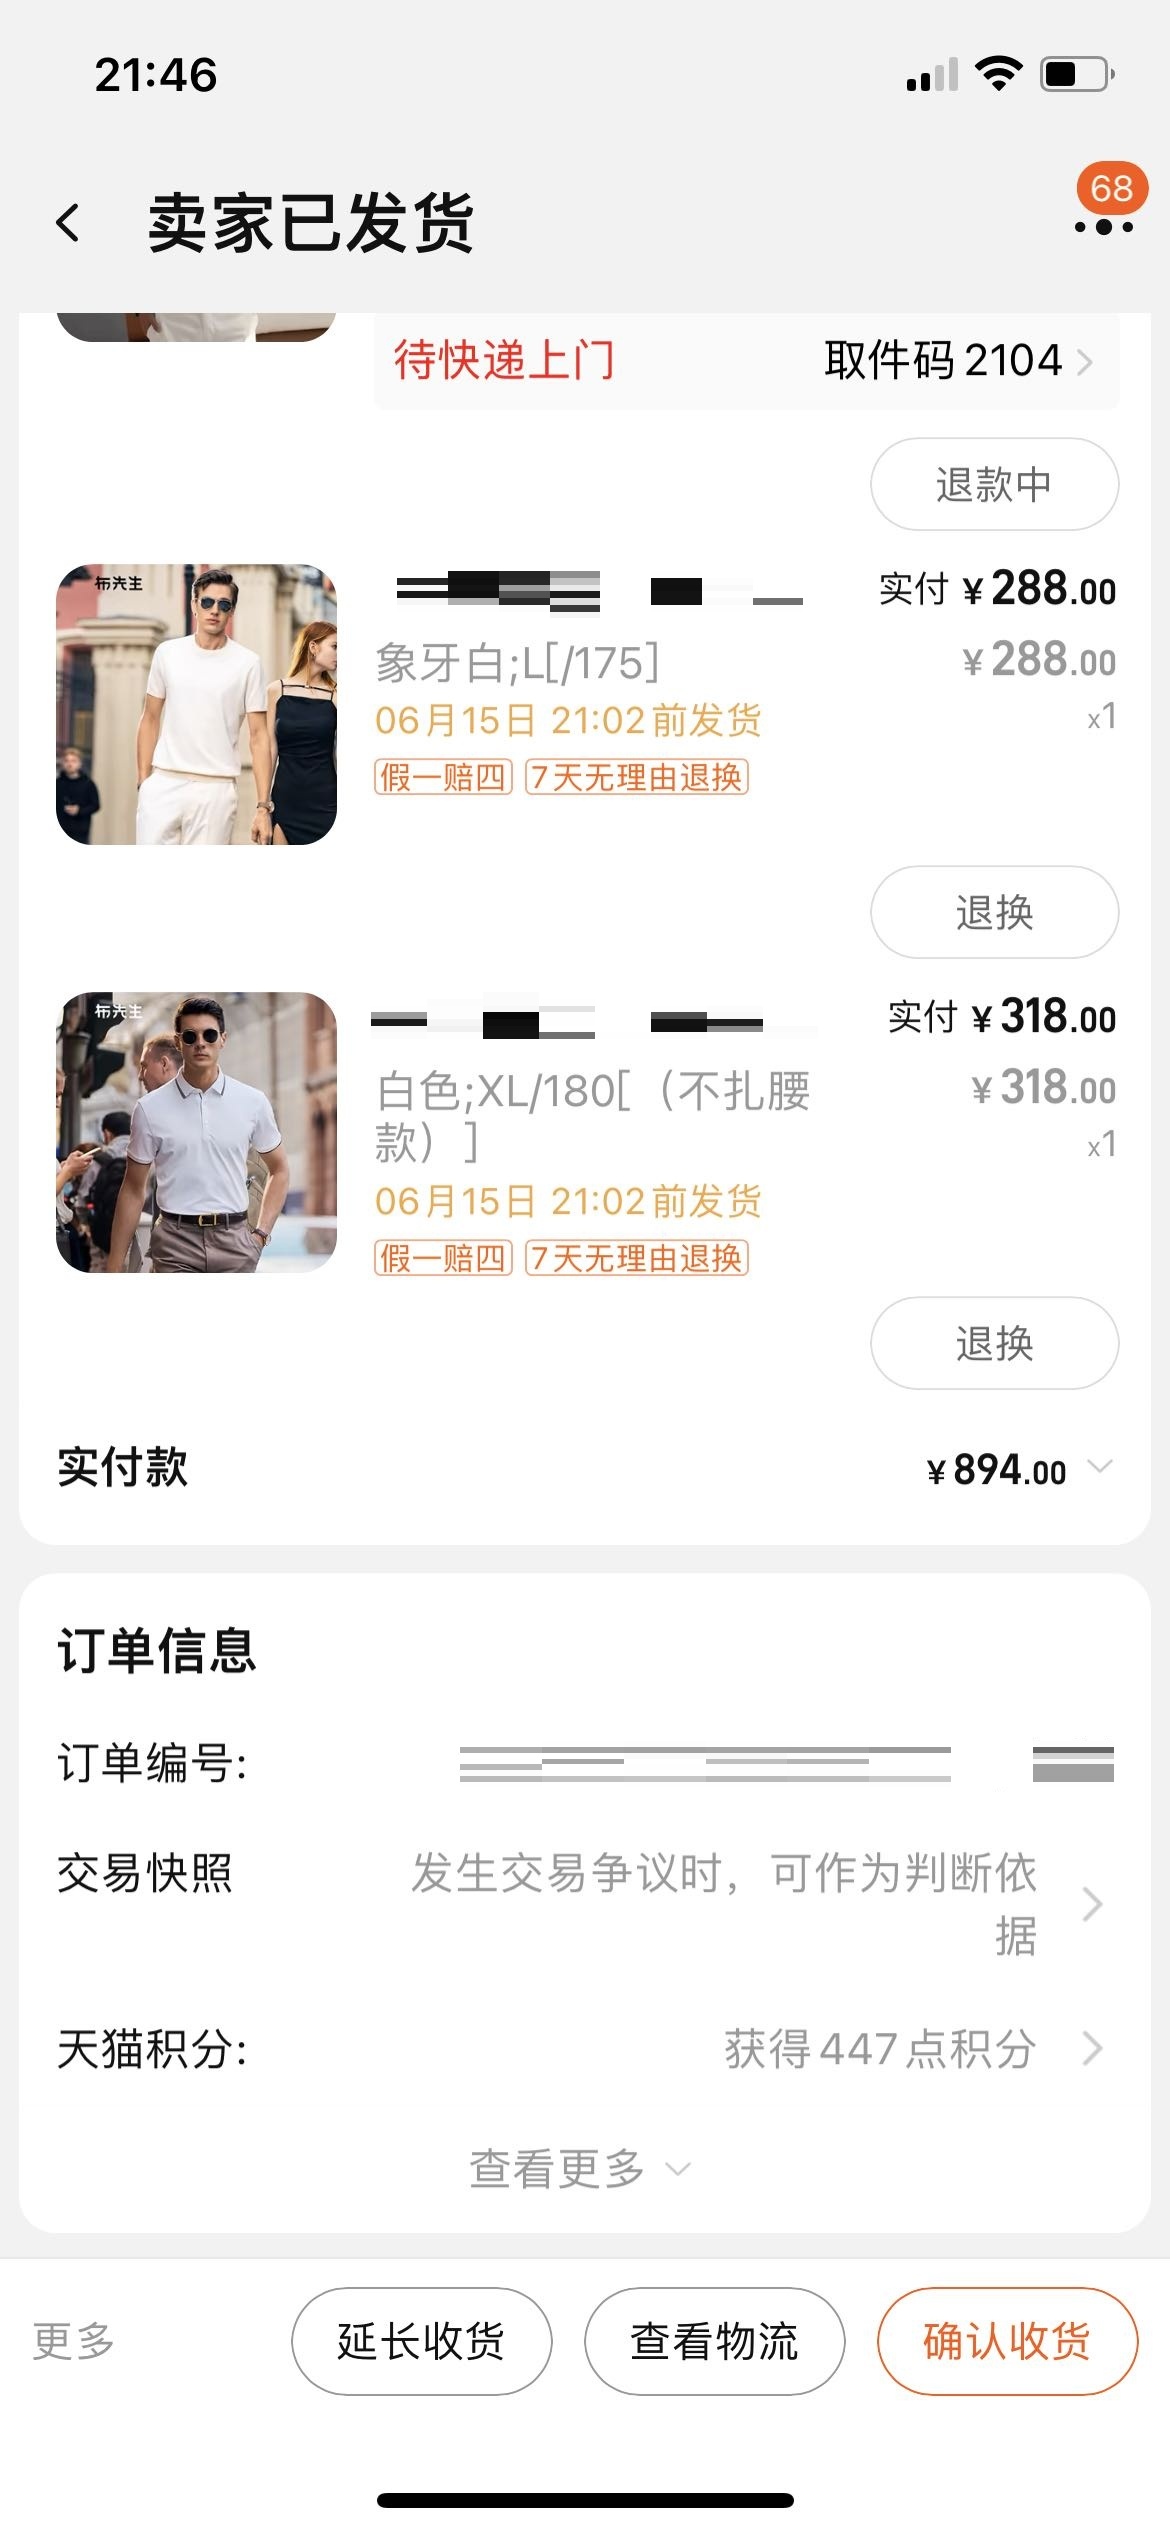 21:46
68
卖家已发货
待快递上门 取件码 2104
退款中
布先生
实付 ¥288.00
象牙白;L[/175] ¥288.00
06月15日 21:02前发货 x1
假一赔四 7天无理由退换
退换
布先生
实付 ¥318.00
白色;XL/180[（不扎腰 ¥318.00
款）] x1
06月15日 21:02前发货
假一赔四 7天无理由退换
退换
实付款 ¥894.00
订单信息
订单编号:
交易快照 发生交易争议时，可作为判断依
据
天猫积分: 获得447点积分
查看更多
更多 延长收货 查看物流 确认收货